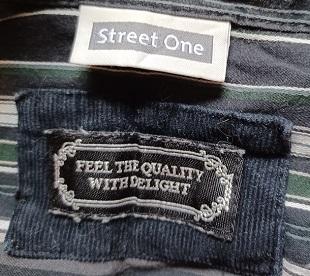 Street One
FEEL THE QUALITY
WITH DELIGHT